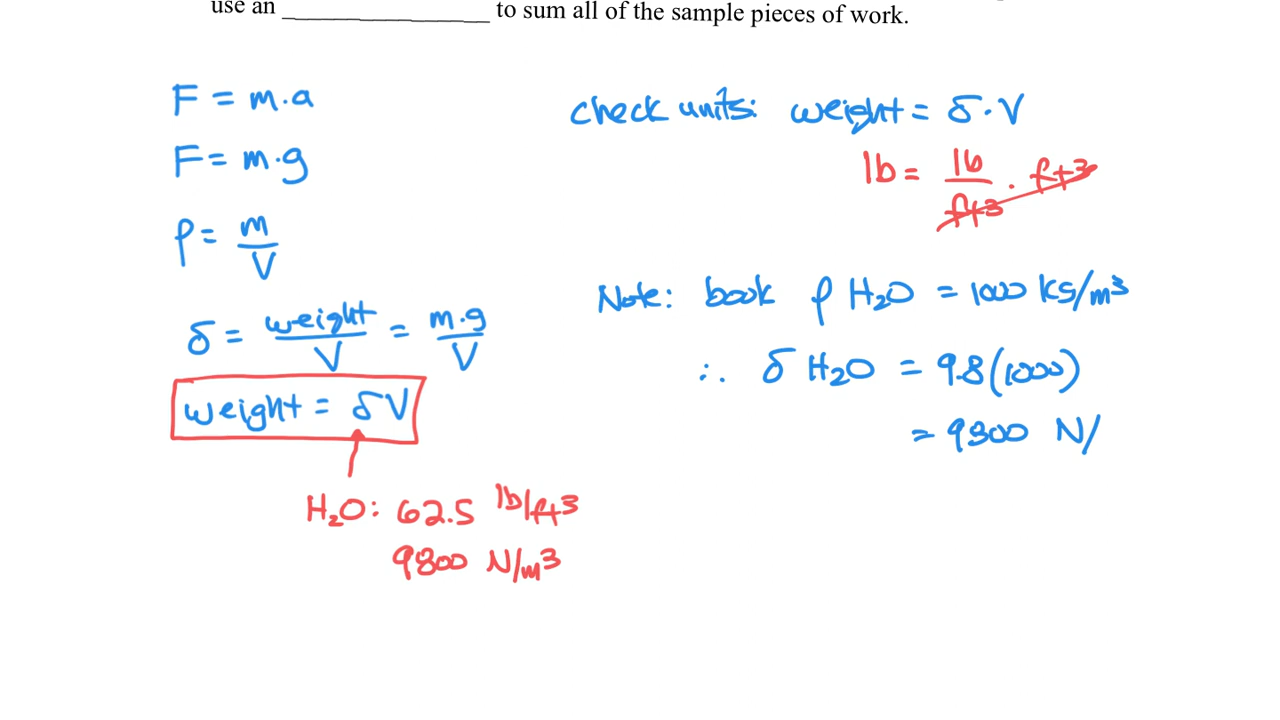 use an ________________ to sum all of the sample pieces of work.
F = m·a
F = m·g
ρ = m/V
δ = weight/V = m·g/V
weight = δV
H₂O: 62.5 lb/ft³
9800 N/m³
check units: weight = δ·V
lb = lb/ft³ · ft³
Note: book ρ H₂O = 1000 kg/m³
∴ δ H₂O = 9.8(1000)
= 9800 N/